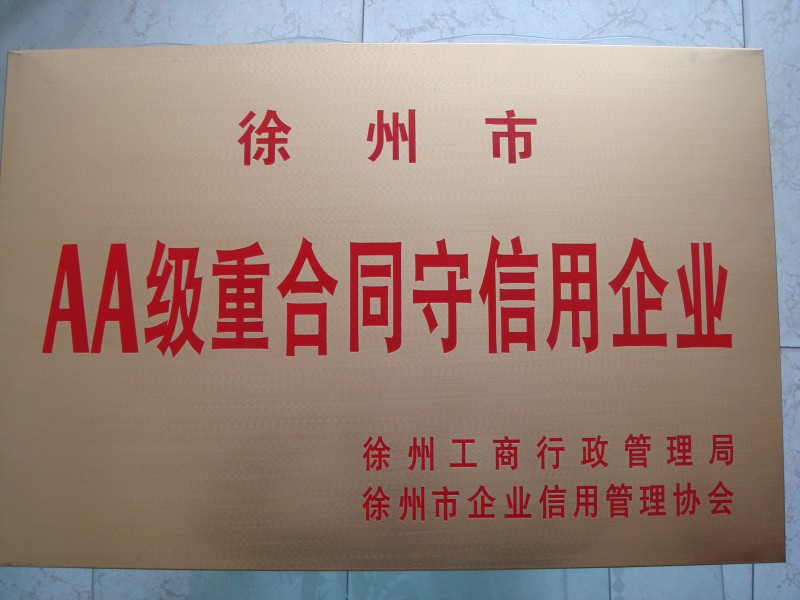 徐州市
AA级重合同守信用企业
徐州工商行政管理局
徐州市企业信用管理协会